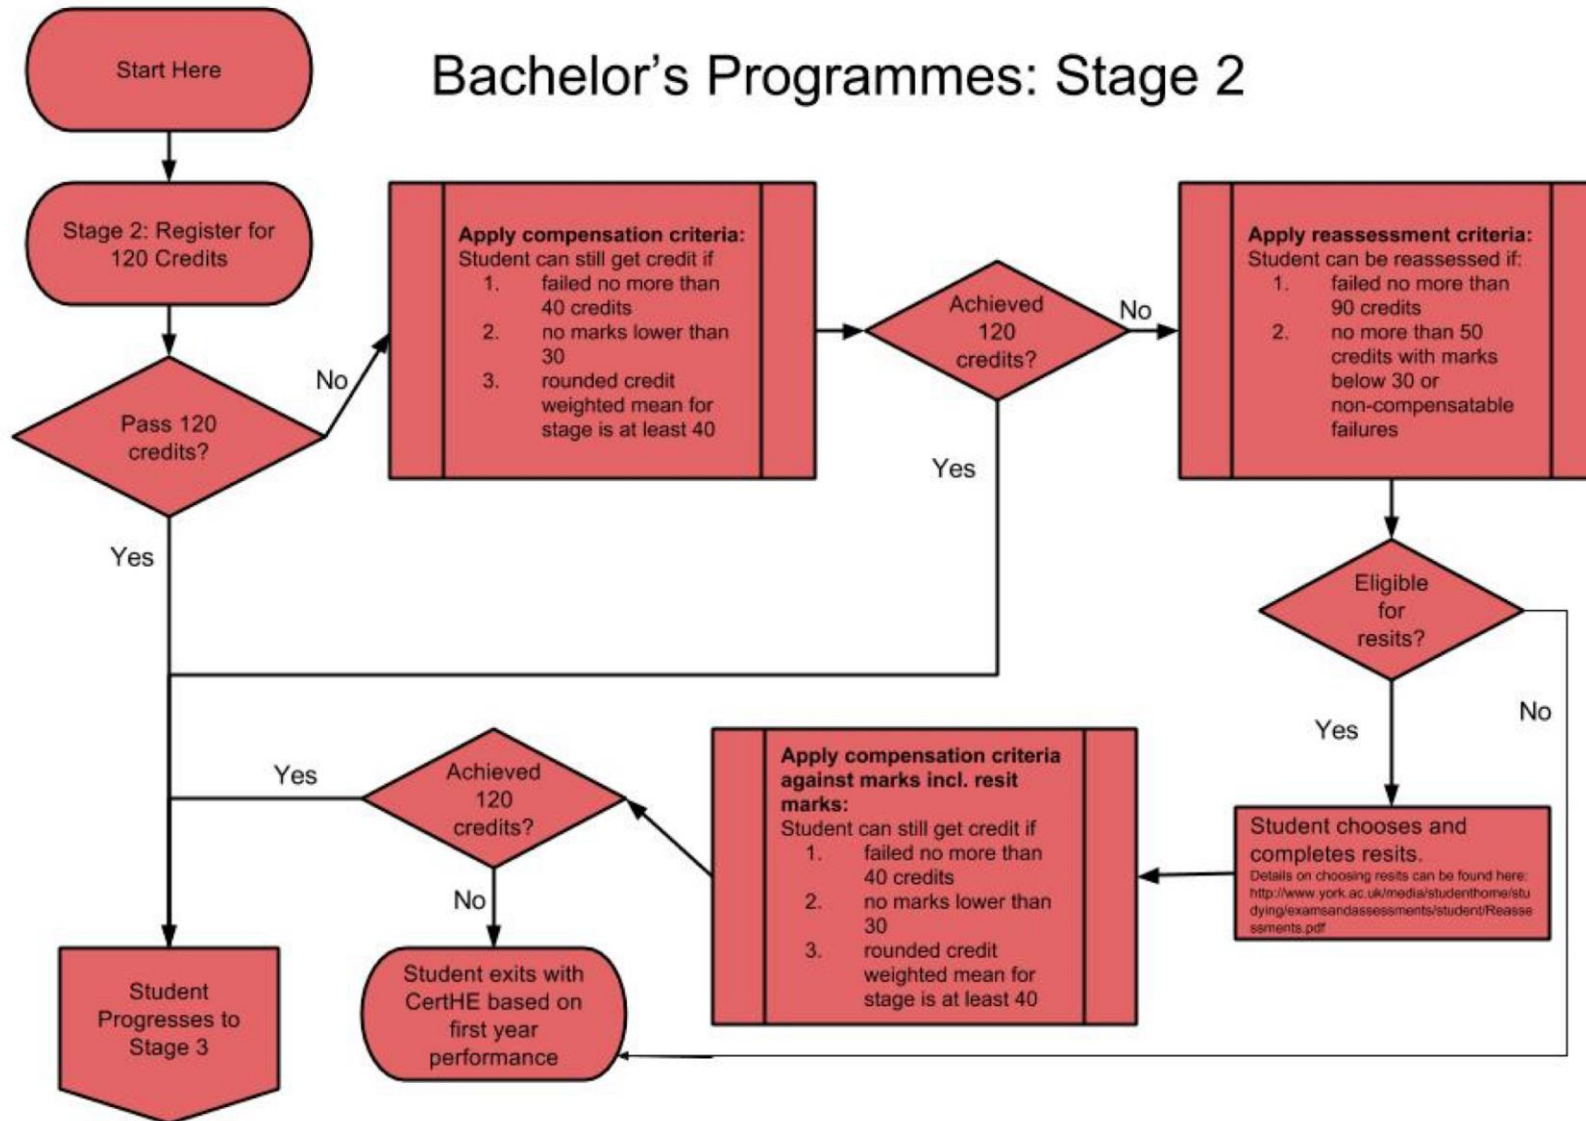 Bachelor's Programmes: Stage 2
Start Here
Stage 2: Register for
120 Credits
Pass 120
credits?
No
Yes
Apply compensation criteria:
Student can still get credit if
1. failed no more than
40 credits
2. no marks lower than
30
3. rounded credit
weighted mean for
stage is at least 40
Achieved
120
credits?
No
Yes
Apply reassessment criteria:
Student can be reassessed if:
1. failed no more than
90 credits
2. no more than 50
credits with marks
below 30 or
non-compensatable
failures
Eligible
for
resits?
No
Yes
Student chooses and
completes resits.
Details on choosing resits can be found here:
http://www.york.ac.uk/media/studenthome/stu
dying/examsandassessments/student/Reasse
ssments.pdf
Apply compensation criteria
against marks incl. resit
marks:
Student can still get credit if
1. failed no more than
40 credits
2. no marks lower than
30
3. rounded credit
weighted mean for
stage is at least 40
Achieved
120
credits?
Yes
No
Student exits with
CertHE based on
first year
performance
Student
Progresses to
Stage 3